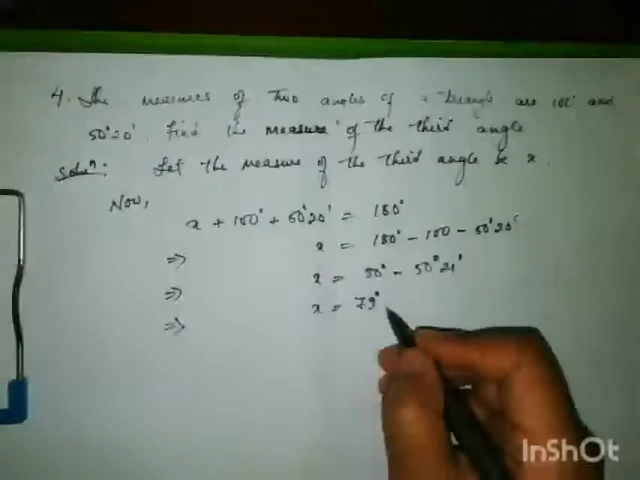 4. The measures of two angles of a triangle are 100° and
50°20'. Find the measure of the third angle
Soluⁿ: Let the measure of the third angle be x.
Now,
x + 100° + 50°20' = 180°
⇒ x = 180° - 100 - 50°20'
⇒ x = 80° - 50°21'
⇒ x = 79°
InShOt